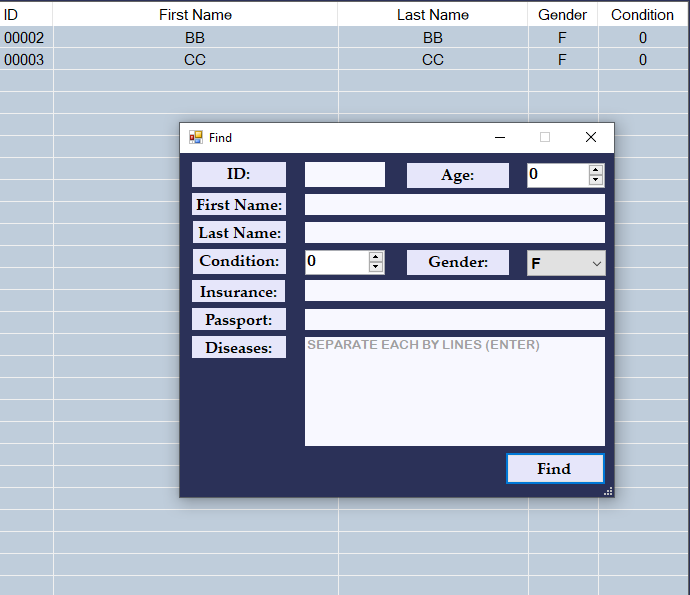 ID First Name Last Name Gender Condition
00002 BB BB F 0
00003 CC CC F 0
Find
ID: Age: 0
First Name:
Last Name:
Condition: 0 Gender: F
Insurance:
Passport:
Diseases: SEPARATE EACH BY LINES (ENTER)
Find